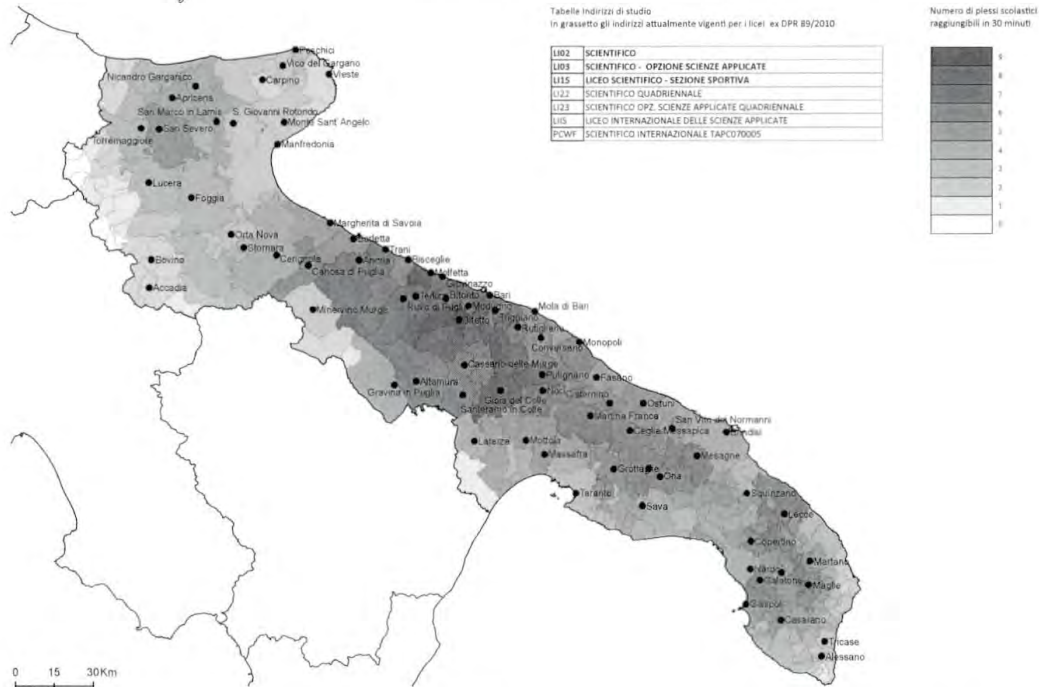 Tabelle Indirizzi di studio
in grassetto gli indirizzi attualmente vigenti per i licei ex DPR 89/2010
LI02 SCIENTIFICO
LI03 SCIENTIFICO - OPZIONE SCIENZE APPLICATE
LI15 LICEO SCIENTIFICO - SEZIONE SPORTIVA
LI22 SCIENTIFICO QUADRIENNALE
LI23 SCIENTIFICO OPZ. SCIENZE APPLICATE QUADRIENNALE
LIIS LICEO INTERNAZIONALE DELLE SCIENZE APPLICATE
PCWF SCIENTIFICO INTERNAZIONALE TAPC070005
Numero di plessi scolastici
raggiungibili in 30 minuti
9
8
7
6
5
4
3
2
1
0
Peschici
Vico del Gargano
Vieste
Carpino
Nicandro Garganico
Apricena
San Marco in Lamis
S. Giovanni Rotondo
Monte Sant'Angelo
San Severo
Torremaggiore
Manfredonia
Lucera
Foggia
Margherita di Savoia
Orta Nova
Barletta
Stornara
Trani
Bovino
Cerignola
Andria
Bisceglie
Canosa di Puglia
Molfetta
Giovinazzo
Accadia
Terlizzi
Bitonto
Bari
Ruvo di Pugli
Modugno
Mola di Bari
Minervino Murge
Bitetto
Triggiano
Rutigliano
Conversano
Monopoli
Cassano delle Murge
Putignano
Fasano
Altamura
Gravina in Puglia
Gioia del Colle
Noci
Cisternino
Santeramo in Colle
Ostuni
Martina Franca
San Vito dei Normanni
Ceglie Messapica
Brindisi
Laterza
Mottola
Massafra
Mesagne
Grottaglie
Oria
Taranto
Squinzano
Sava
Lecce
Copertino
Martano
Nardò
Galatone
Maglie
Gallipoli
Casarano
Tricase
Alessano
0 15 30Km